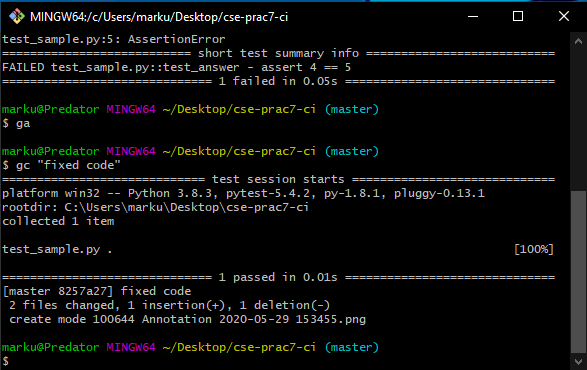 MINGW64:/c/Users/marku/Desktop/cse-prac7-ci
test_sample.py:5: AssertionError
=========================== short test summary info ===========================
FAILED test_sample.py::test_answer - assert 4 == 5
============================== 1 failed in 0.05s ==============================
marku@Predator MINGW64 ~/Desktop/cse-prac7-ci (master)
$ ga
marku@Predator MINGW64 ~/Desktop/cse-prac7-ci (master)
$ gc "fixed code"
============================= test session starts =============================
platform win32 -- Python 3.8.3, pytest-5.4.2, py-1.8.1, pluggy-0.13.1
rootdir: C:\Users\marku\Desktop\cse-prac7-ci
collected 1 item
test_sample.py . [100%]
============================== 1 passed in 0.01s ==============================
[master 8257a27] fixed code
2 files changed, 1 insertion(+), 1 deletion(-)
create mode 100644 Annotation 2020-05-29 153455.png
marku@Predator MINGW64 ~/Desktop/cse-prac7-ci (master)
$